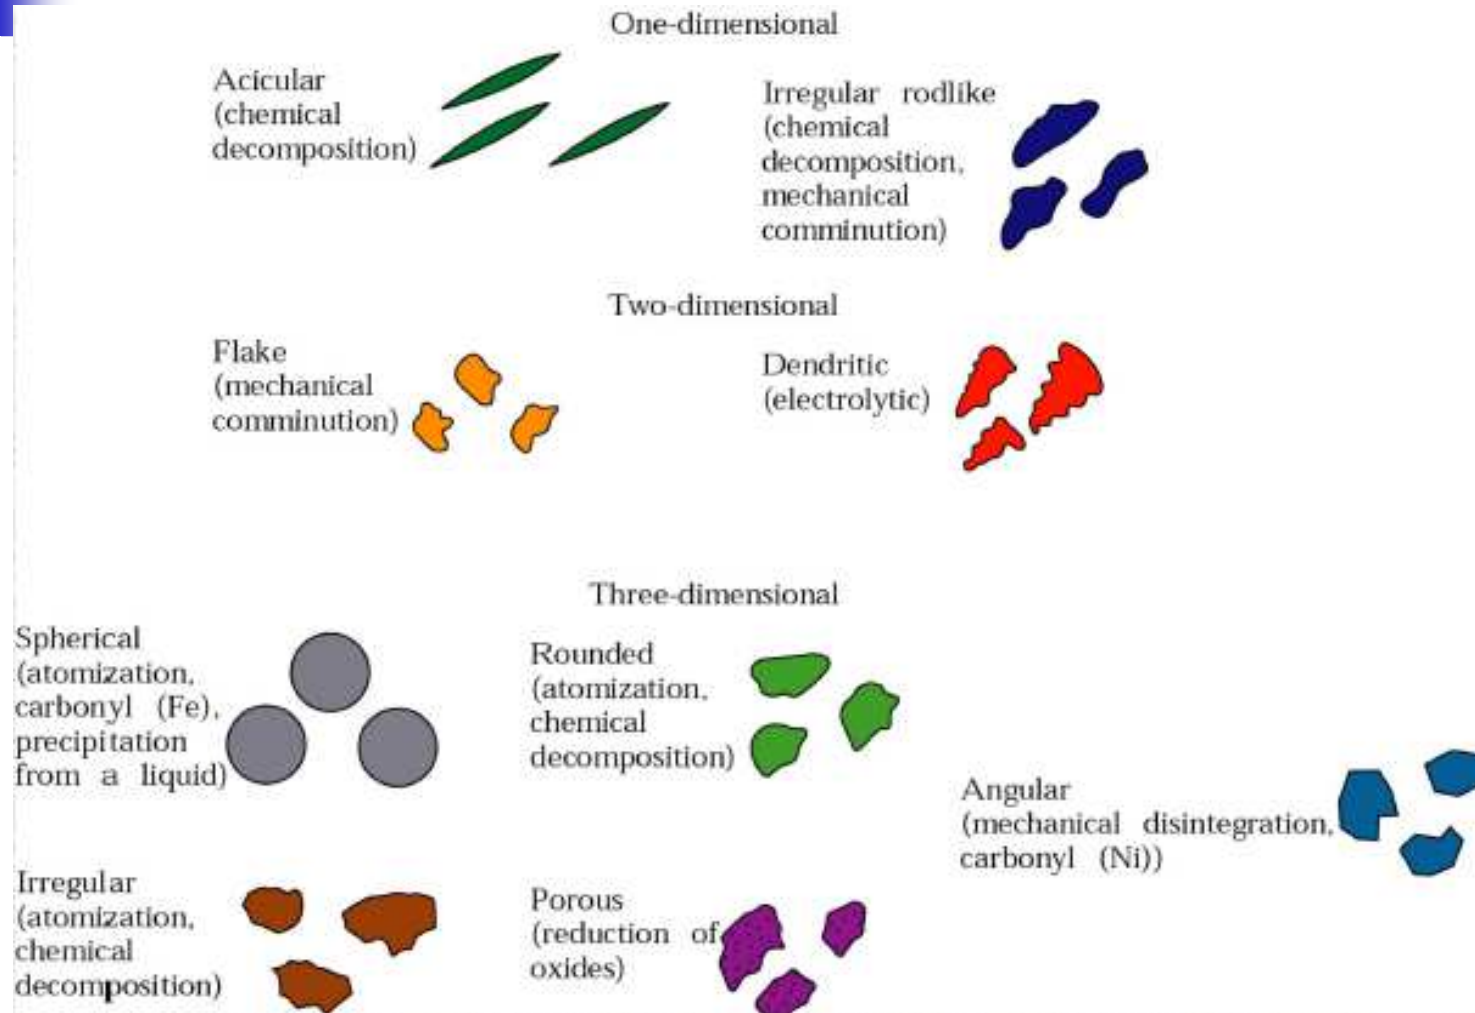 One-dimensional
Acicular
(chemical
decomposition)
Irregular rodlike
(chemical
decomposition,
mechanical
comminution)
Two-dimensional
Flake
(mechanical
comminution)
Dendritic
(electrolytic)
Three-dimensional
Spherical
(atomization,
carbonyl (Fe),
precipitation
from a liquid)
Rounded
(atomization,
chemical
decomposition)
Angular
(mechanical disintegration,
carbonyl (Ni))
Irregular
(atomization,
chemical
decomposition)
Porous
(reduction of
oxides)